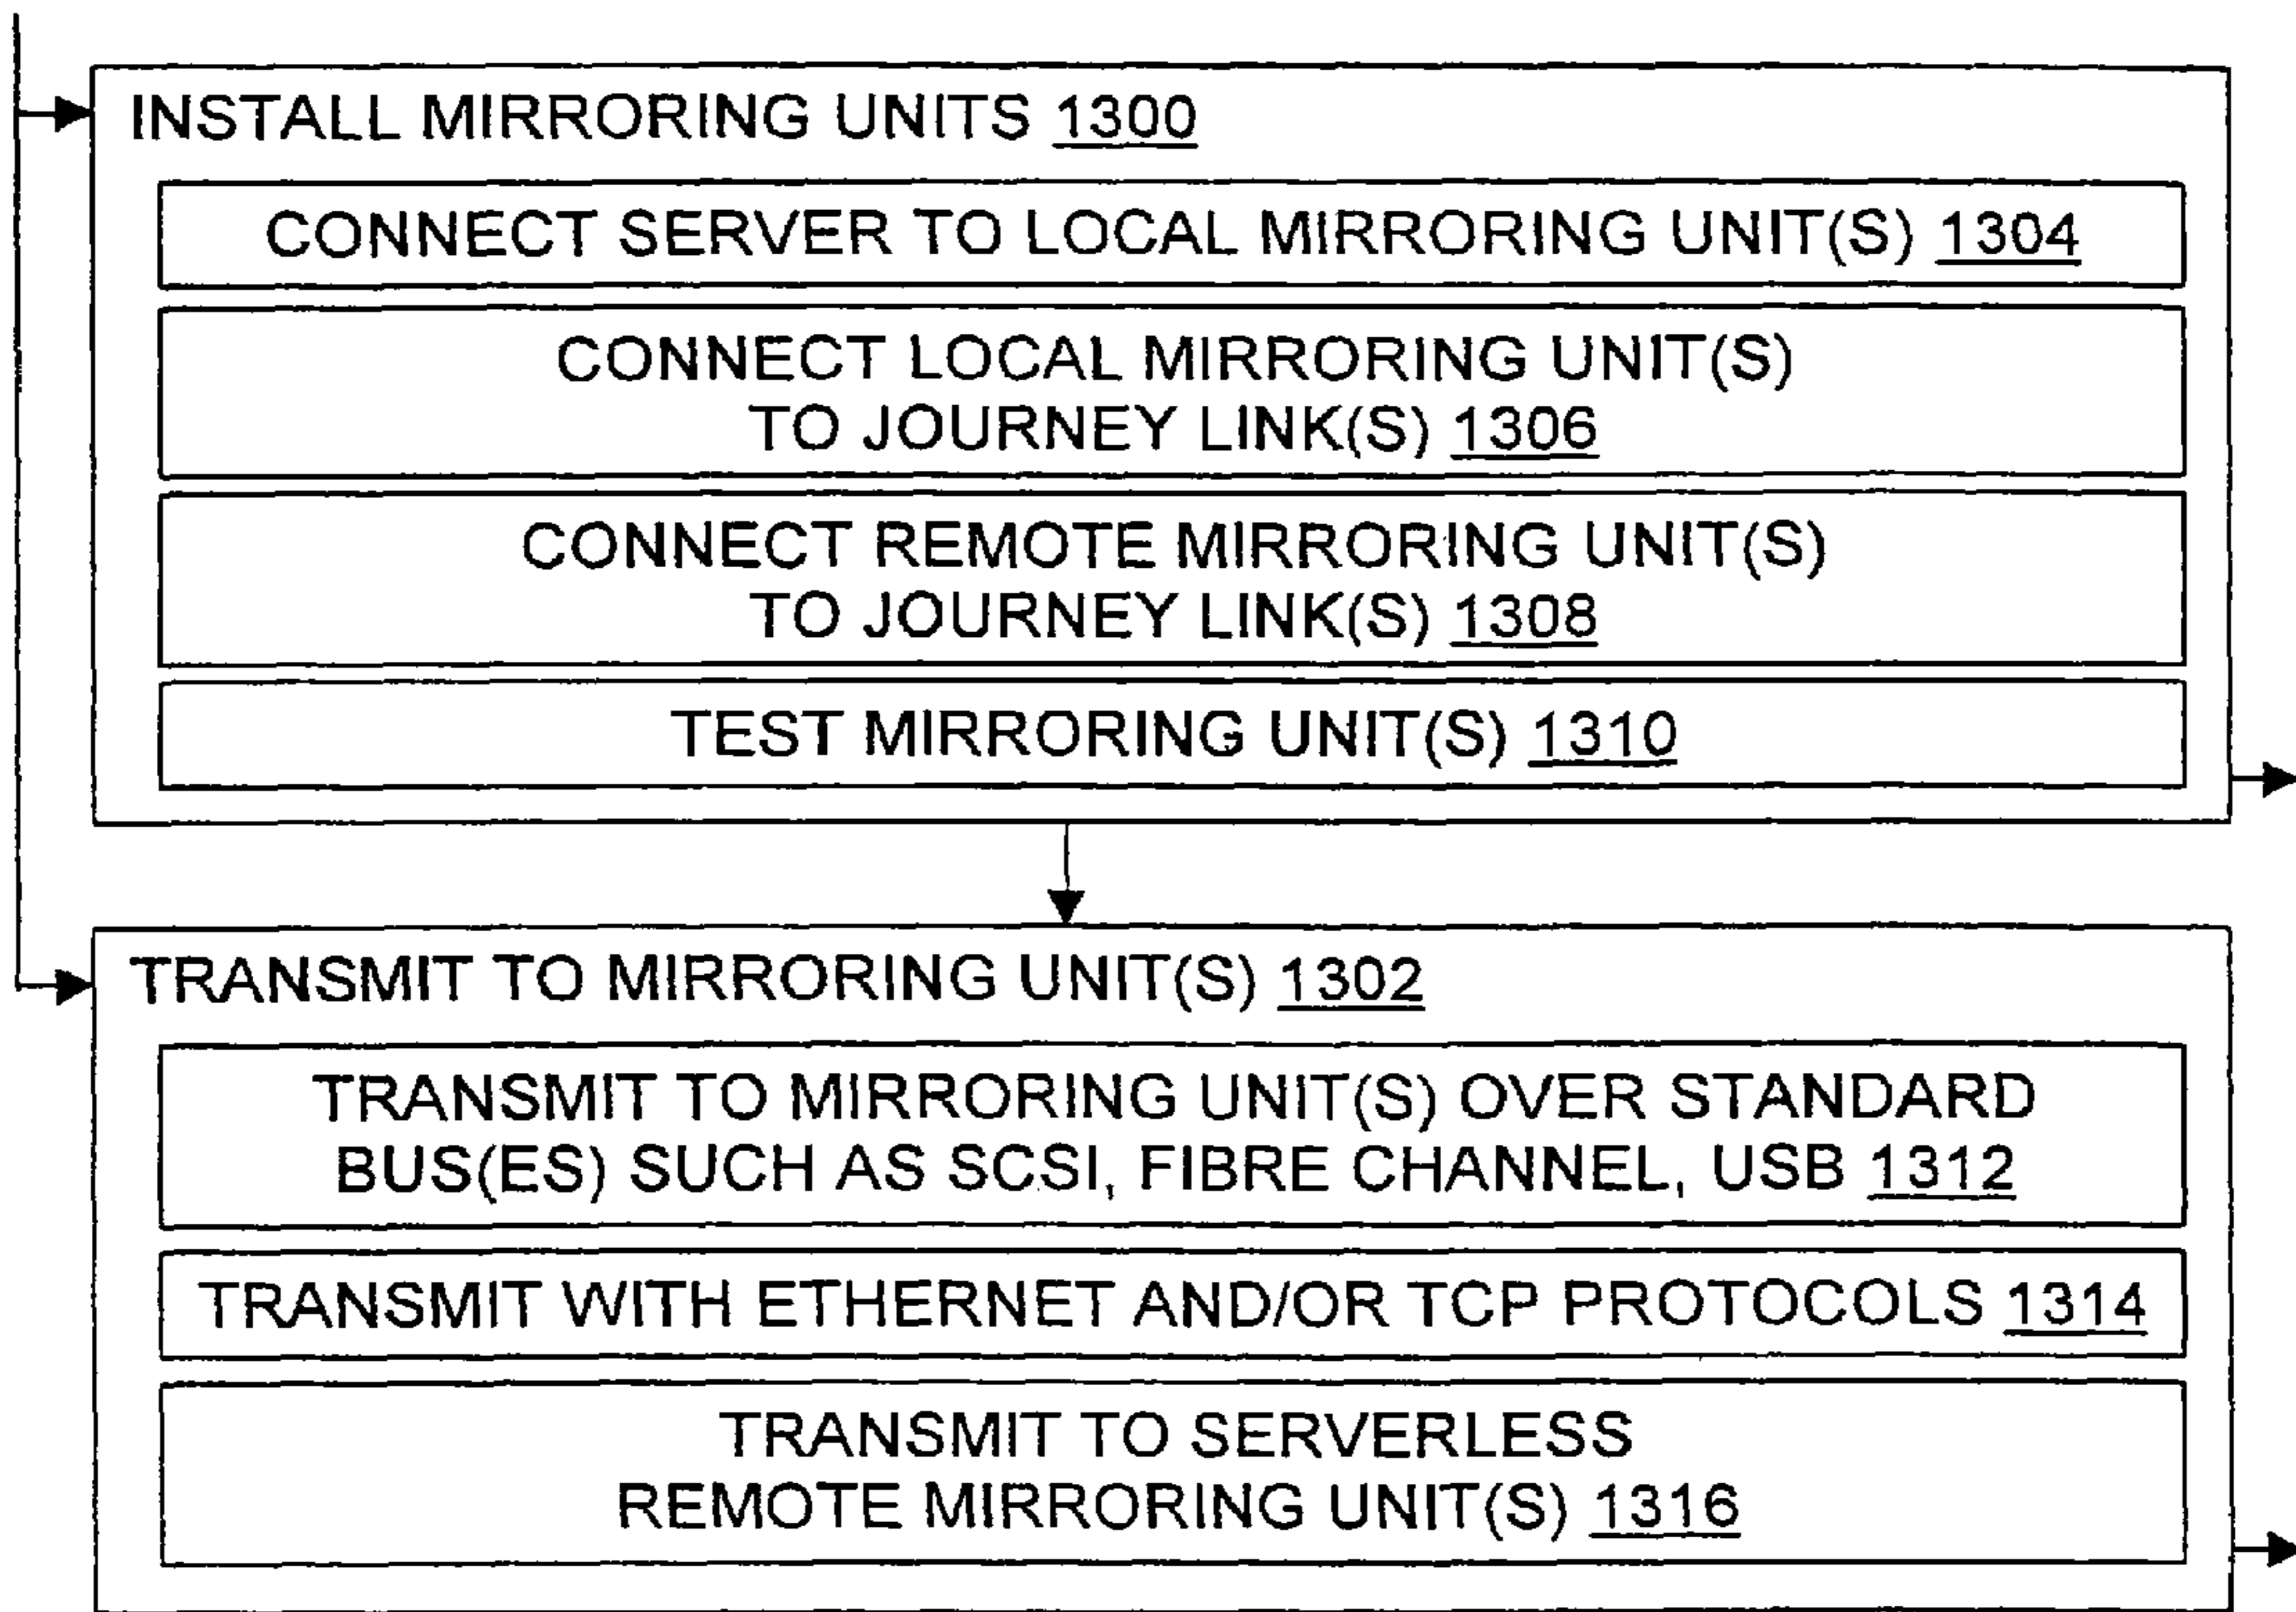 INSTALL MIRRORING UNITS 1300
CONNECT SERVER TO LOCAL MIRRORING UNIT(S) 1304
CONNECT LOCAL MIRRORING UNIT(S)
TO JOURNEY LINK(S) 1306
CONNECT REMOTE MIRRORING UNIT(S)
TO JOURNEY LINK(S) 1308
TEST MIRRORING UNIT(S) 1310
TRANSMIT TO MIRRORING UNIT(S) 1302
TRANSMIT TO MIRRORING UNIT(S) OVER STANDARD
BUS(ES) SUCH AS SCSI, FIBRE CHANNEL, USB 1312
TRANSMIT WITH ETHERNET AND/OR TCP PROTOCOLS 1314
TRANSMIT TO SERVERLESS
REMOTE MIRRORING UNIT(S) 1316